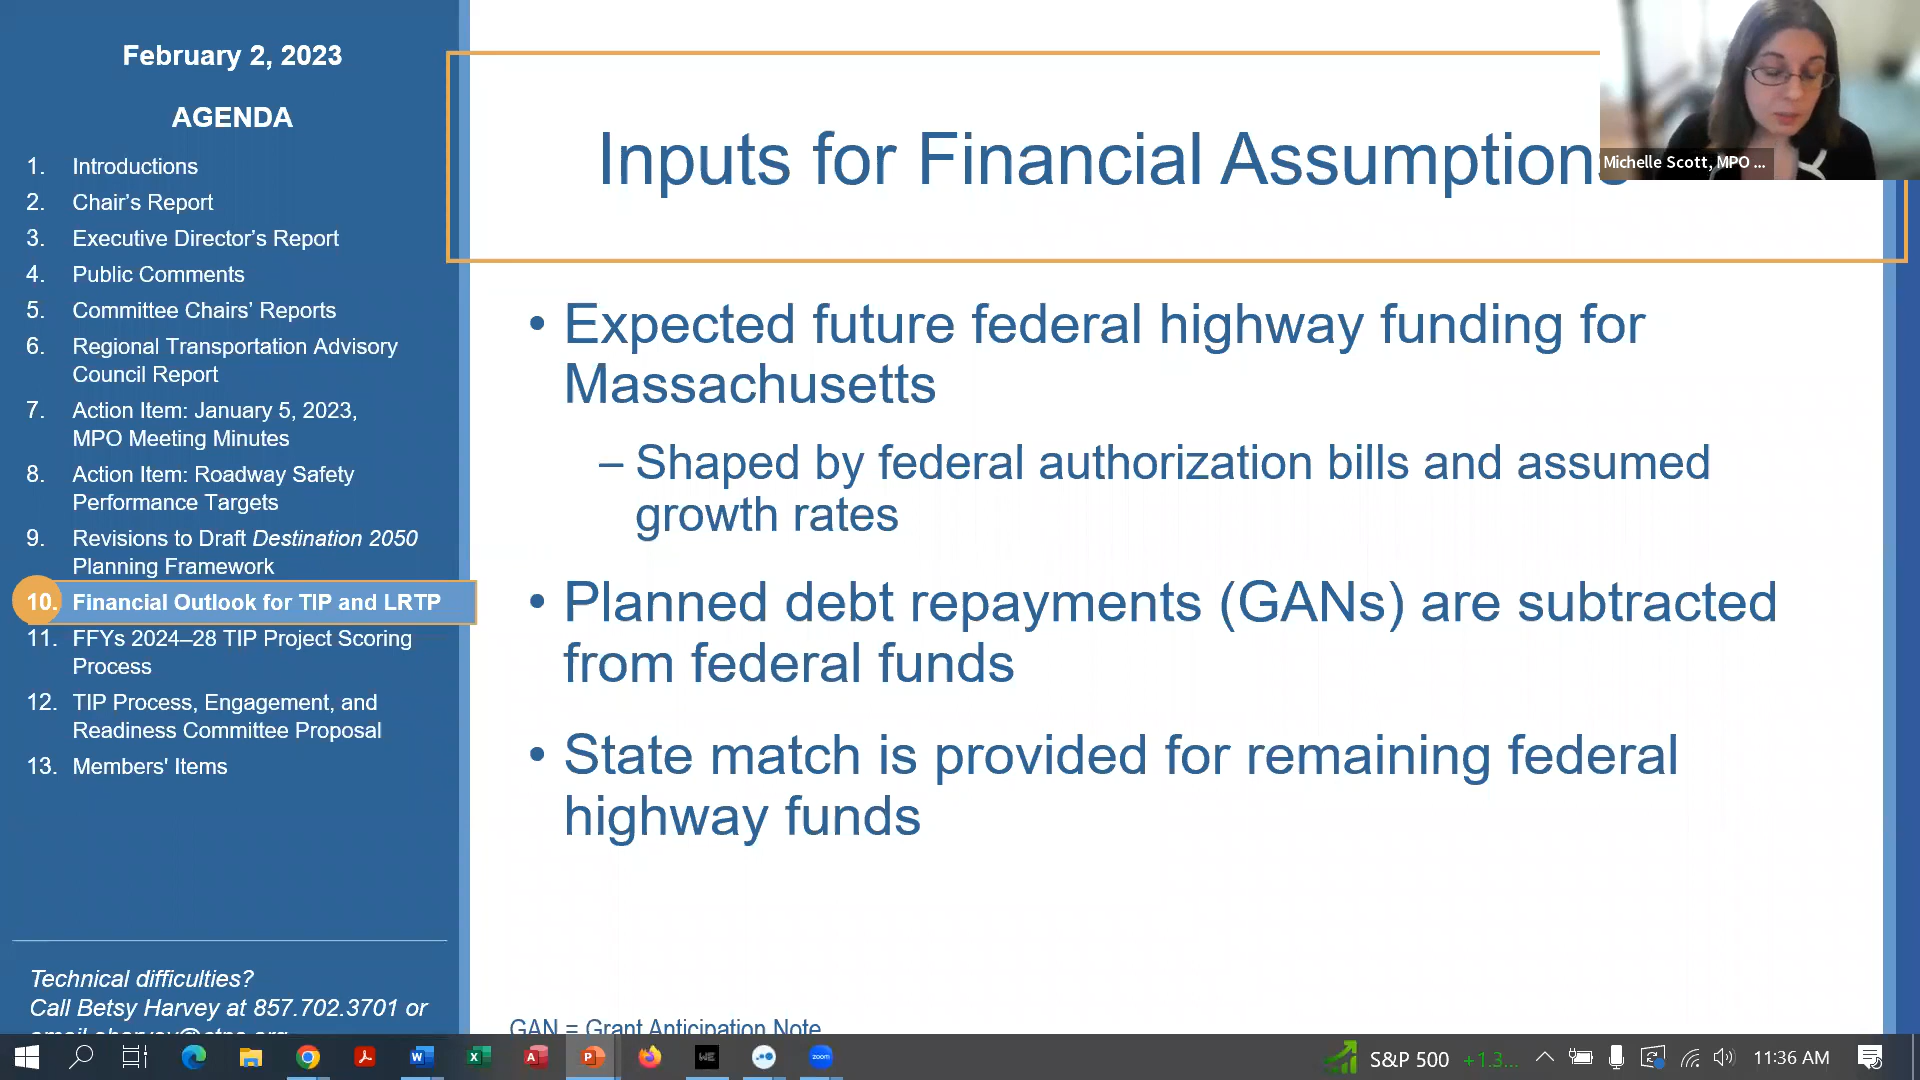 February 2, 2023
AGENDA
1. Introductions
2. Chair’s Report
3. Executive Director’s Report
4. Public Comments
5. Committee Chairs’ Reports
6. Regional Transportation Advisory
Council Report
7. Action Item: January 5, 2023,
MPO Meeting Minutes
8. Action Item: Roadway Safety
Performance Targets
9. Revisions to Draft Destination 2050
Planning Framework
10. Financial Outlook for TIP and LRTP
11. FFYs 2024–28 TIP Project Scoring
Process
12. TIP Process, Engagement, and
Readiness Committee Proposal
13. Members' Items
Technical difficulties?
Call Betsy Harvey at 857.702.3701 or
Inputs for Financial Assumptions
Michelle Scott, MPO ...
• Expected future federal highway funding for
Massachusetts
– Shaped by federal authorization bills and assumed
growth rates
• Planned debt repayments (GANs) are subtracted
from federal funds
• State match is provided for remaining federal
highway funds
GAN = Grant Anticipation Note
WE
zoom
S&P 500 +1.3...
11:36 AM